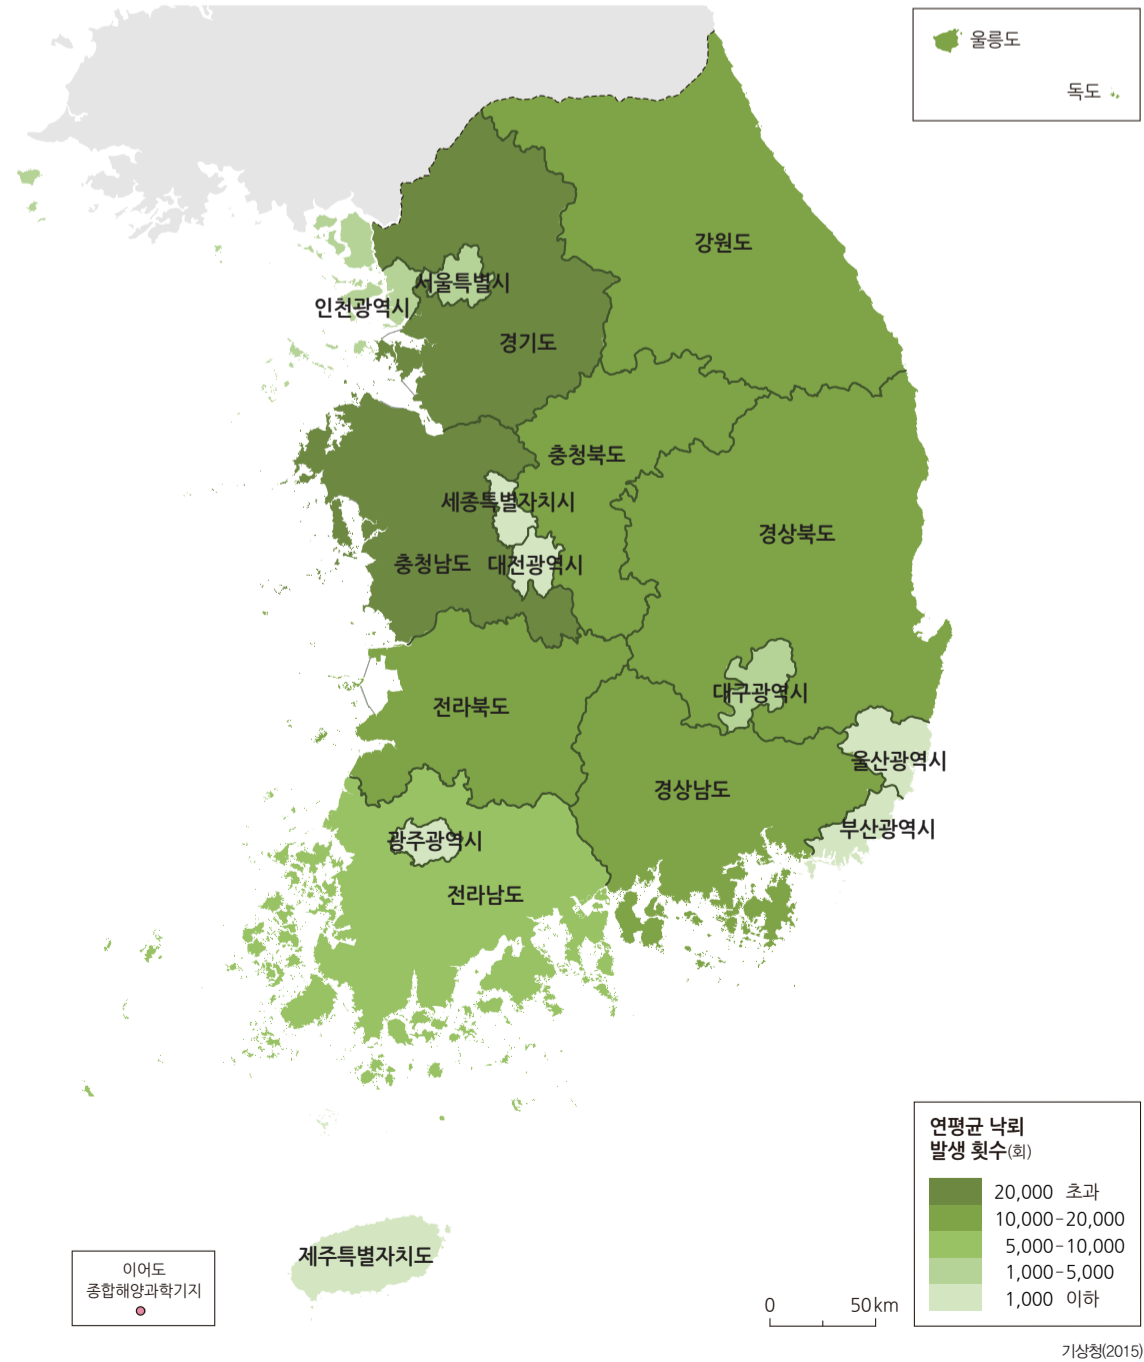 울릉도
독도
강원도
서울특별시
인천광역시
경기도
충청북도
세종특별자치시
경상북도
충청남도
대전광역시
대구광역시
전라북도
울산광역시
경상남도
부산광역시
광주광역시
전라남도
제주특별자치도
이어도
종합해양과학기지
연평균 낙뢰
발생 횟수(회)
20,000 초과
10,000-20,000
5,000-10,000
1,000-5,000
1,000 이하
0 50km
기상청(2015)